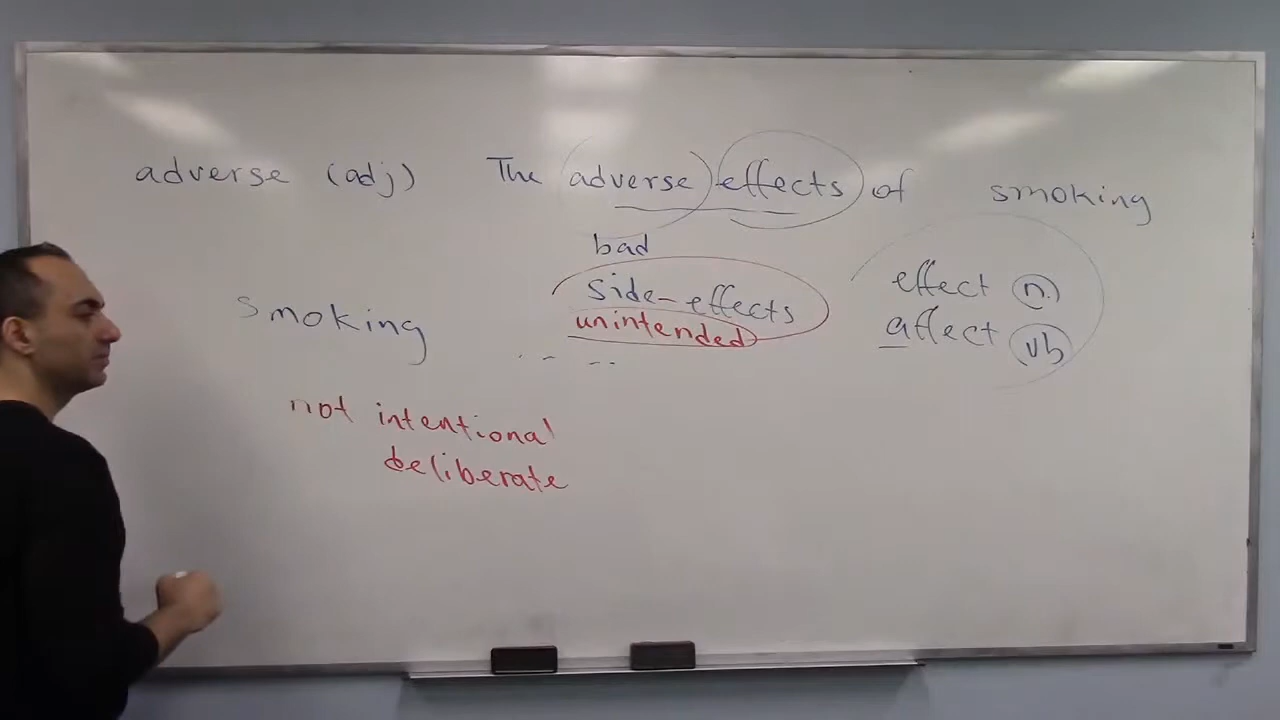 adverse (adj) The adverse effects of smoking
bad
side-effects
unintended
effect n.
affect vb
smoking
not intentional
deliberate